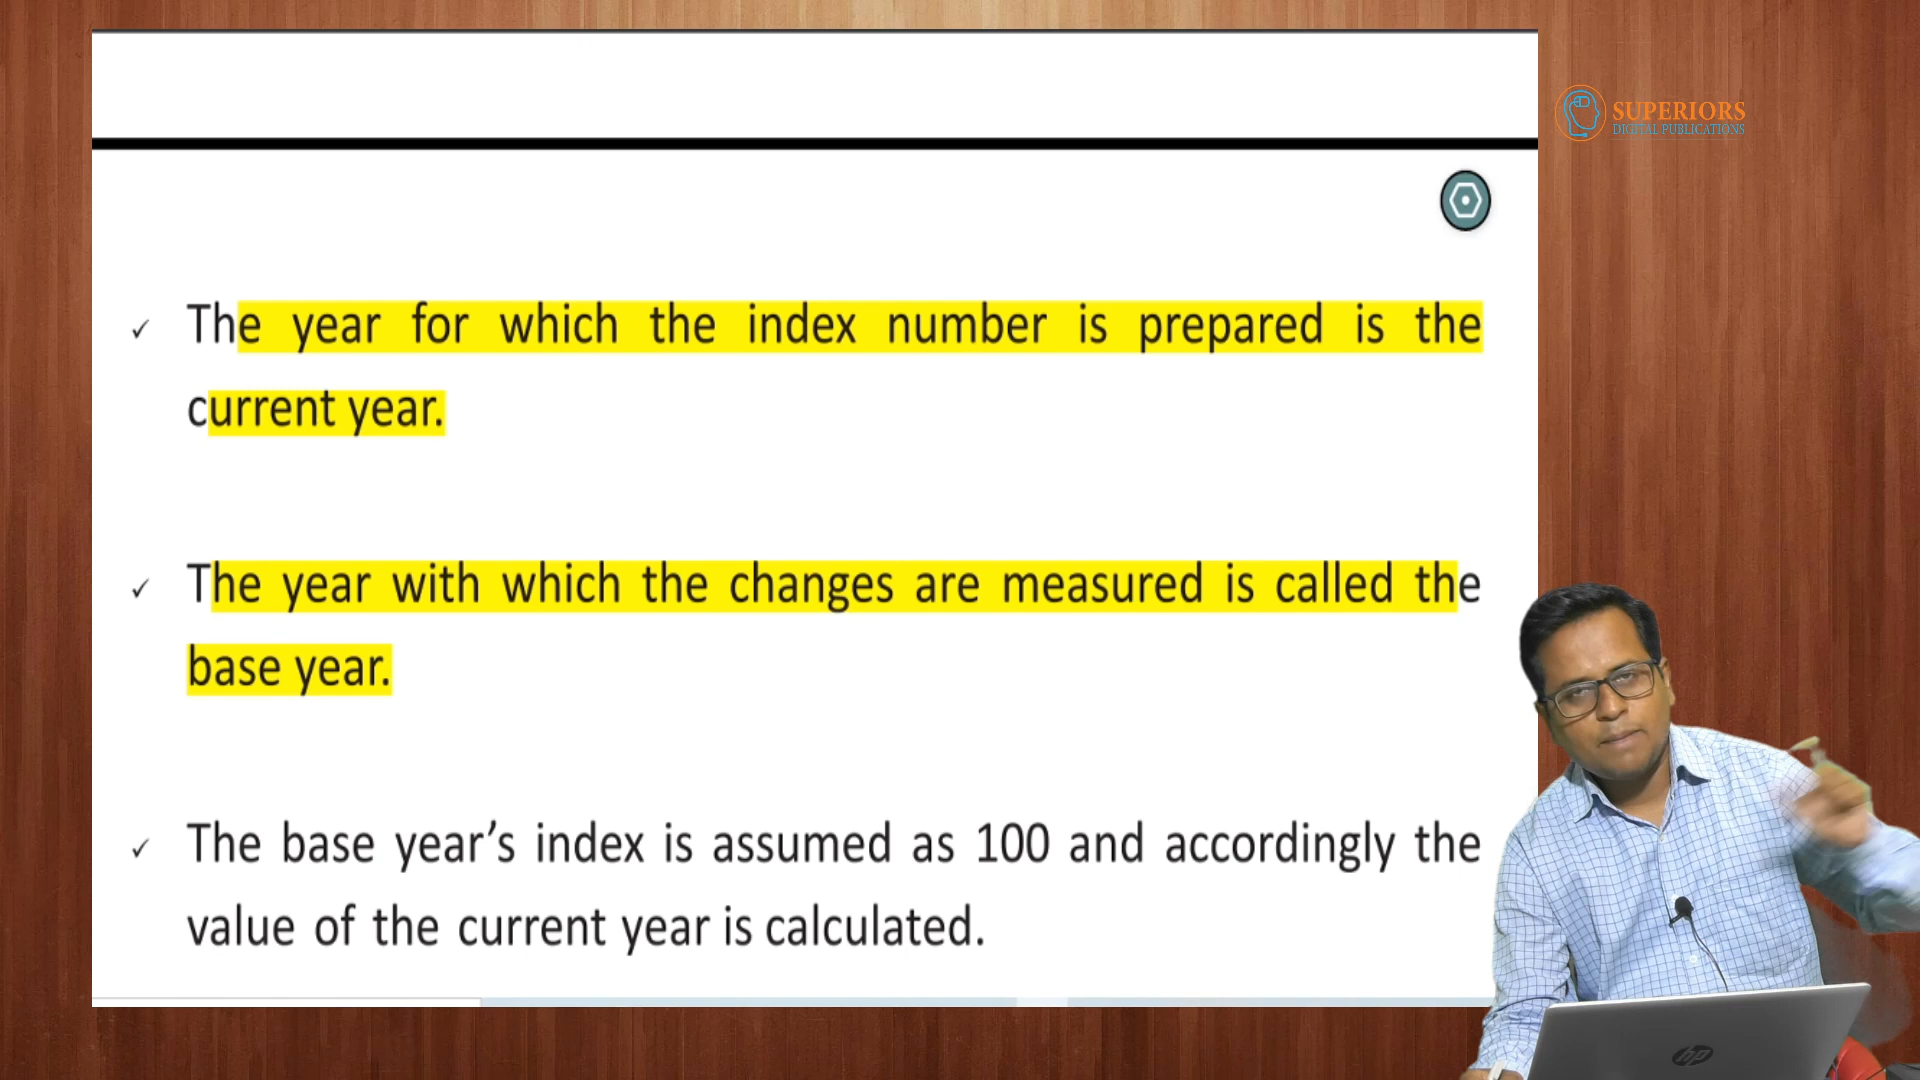 SUPERIORS
DIGITAL PUBLICATIONS
✓ The year for which the index number is prepared is the
current year.
✓ The year with which the changes are measured is called the
base year.
✓ The base year’s index is assumed as 100 and accordingly the
value of the current year is calculated.
hp